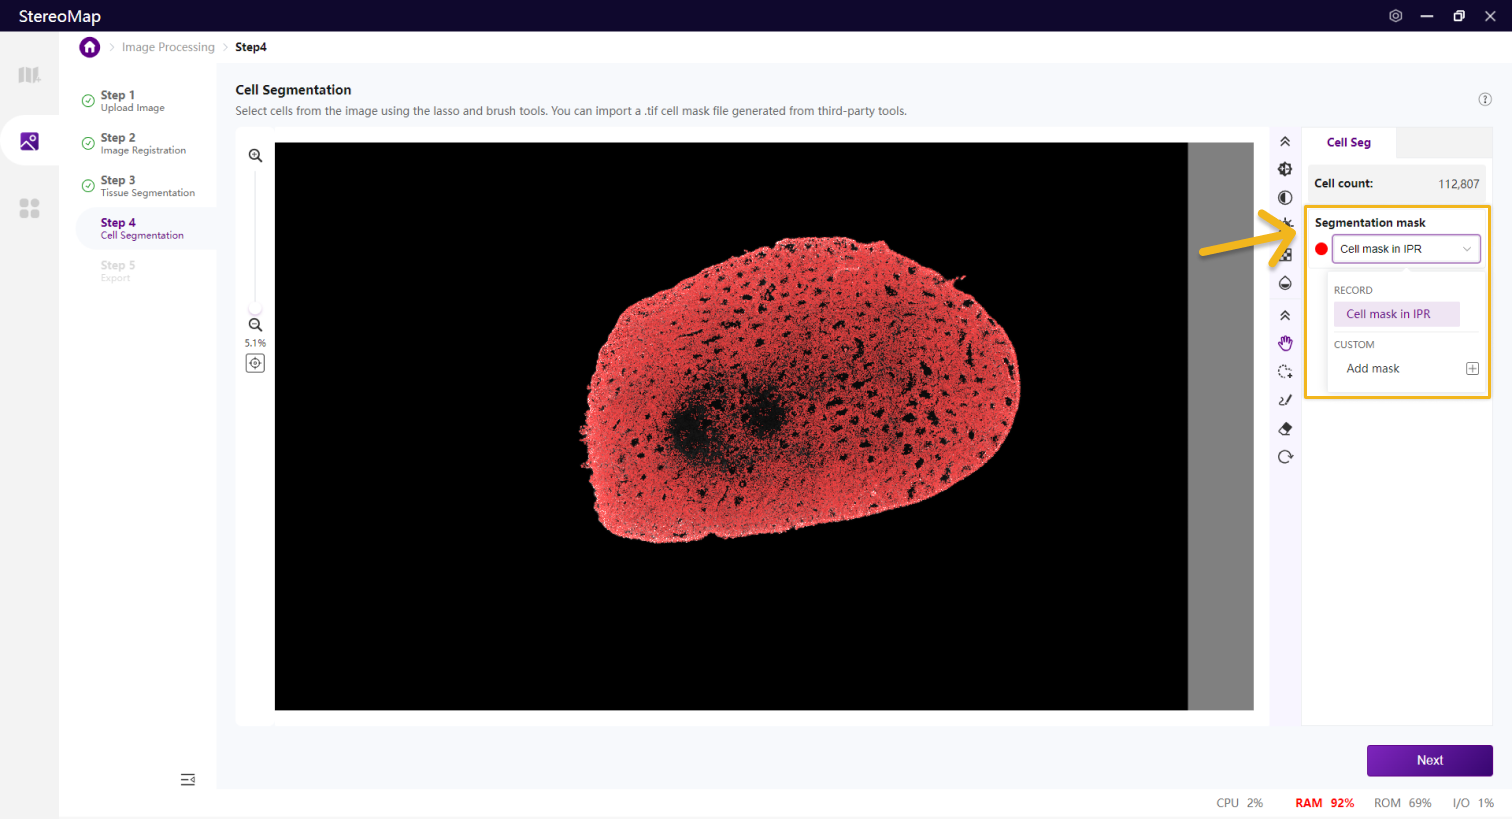 StereoMap
Image Processing
Step4
Step 1
Upload Image
Step 2
Image Registration
Step 3
Tissue Segmentation
Step 4
Cell Segmentation
Step 5
Export
Cell Segmentation
Select cells from the image using the lasso and brush tools. You can import a .tif cell mask file generated from third-party tools.
5.1%
Cell Seg
Cell count: 112,807
Segmentation mask
Cell mask in IPR
RECORD
Cell mask in IPR
CUSTOM
Add mask
Next
CPU 2% RAM 92% ROM 69% I/O 1%